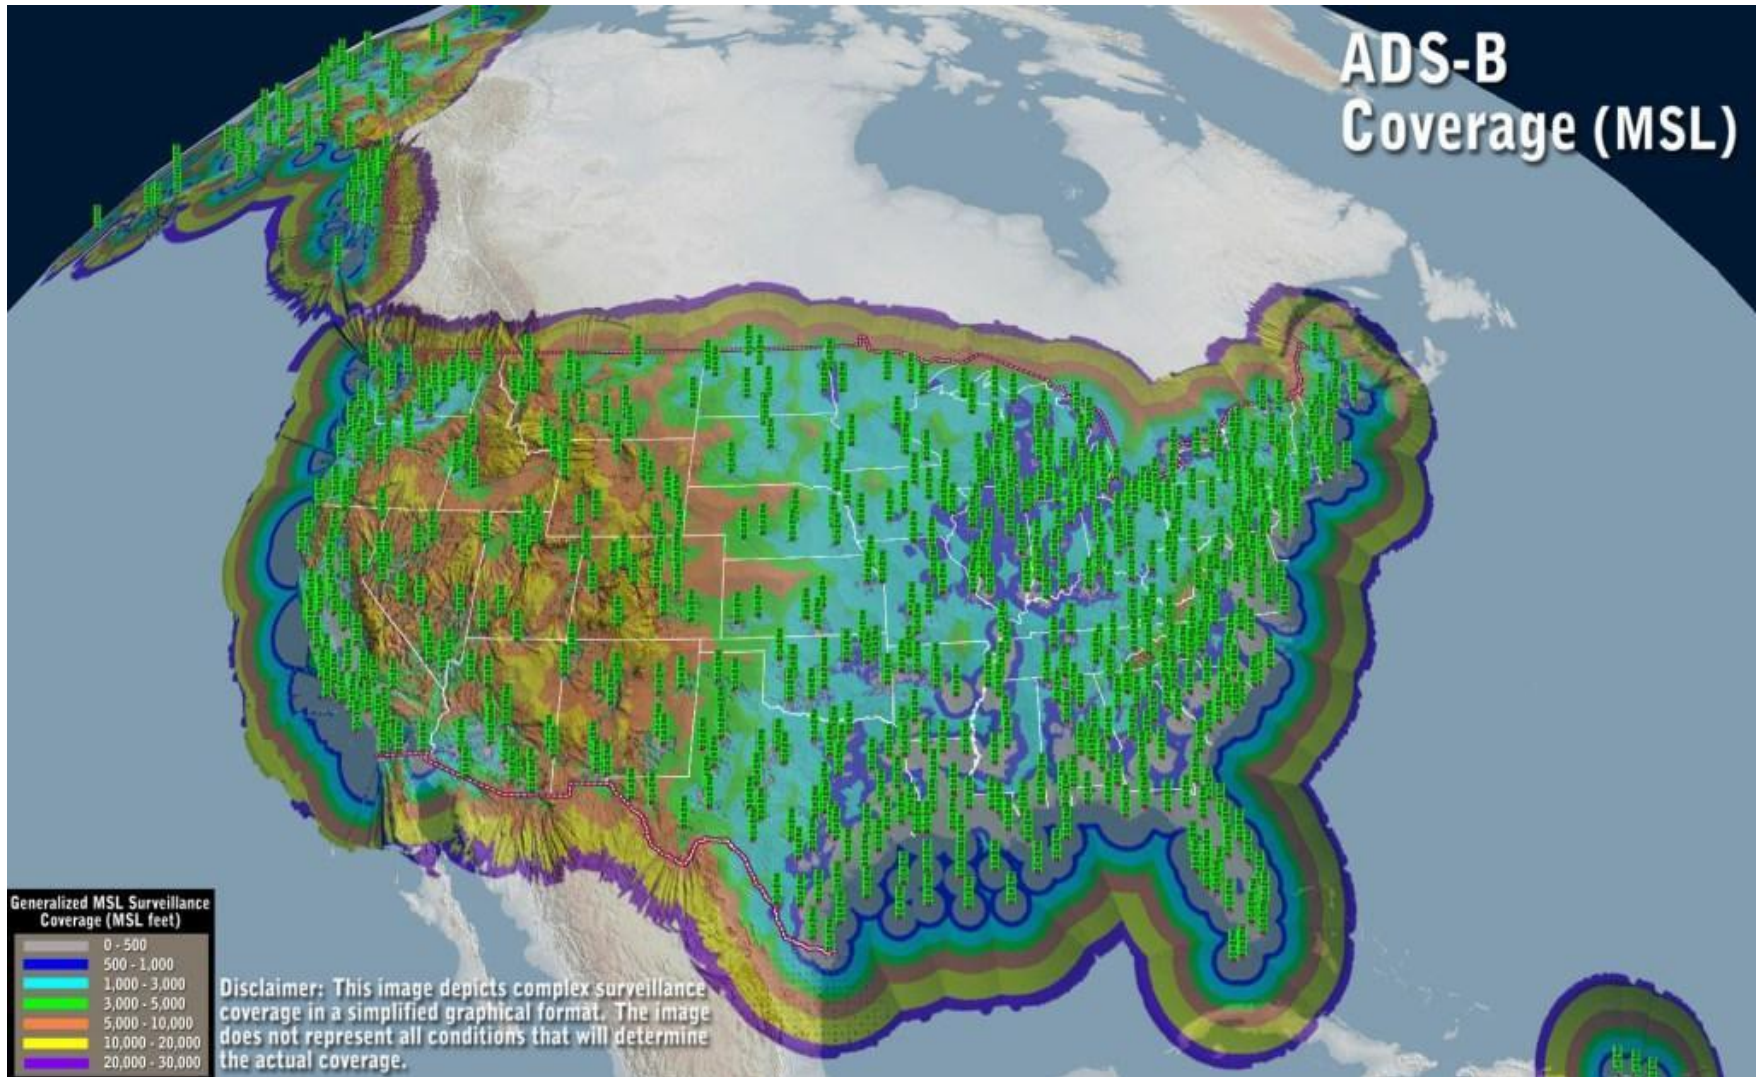 ADS-B
Coverage (MSL)
Generalized MSL Surveillance
Coverage (MSL feet)
0 - 500
500 - 1,000
1,000 - 3,000
3,000 - 5,000
5,000 - 10,000
10,000 - 20,000
20,000 - 30,000
Disclaimer: This image depicts complex surveillance
coverage in a simplified graphical format. The image
does not represent all conditions that will determine
the actual coverage.